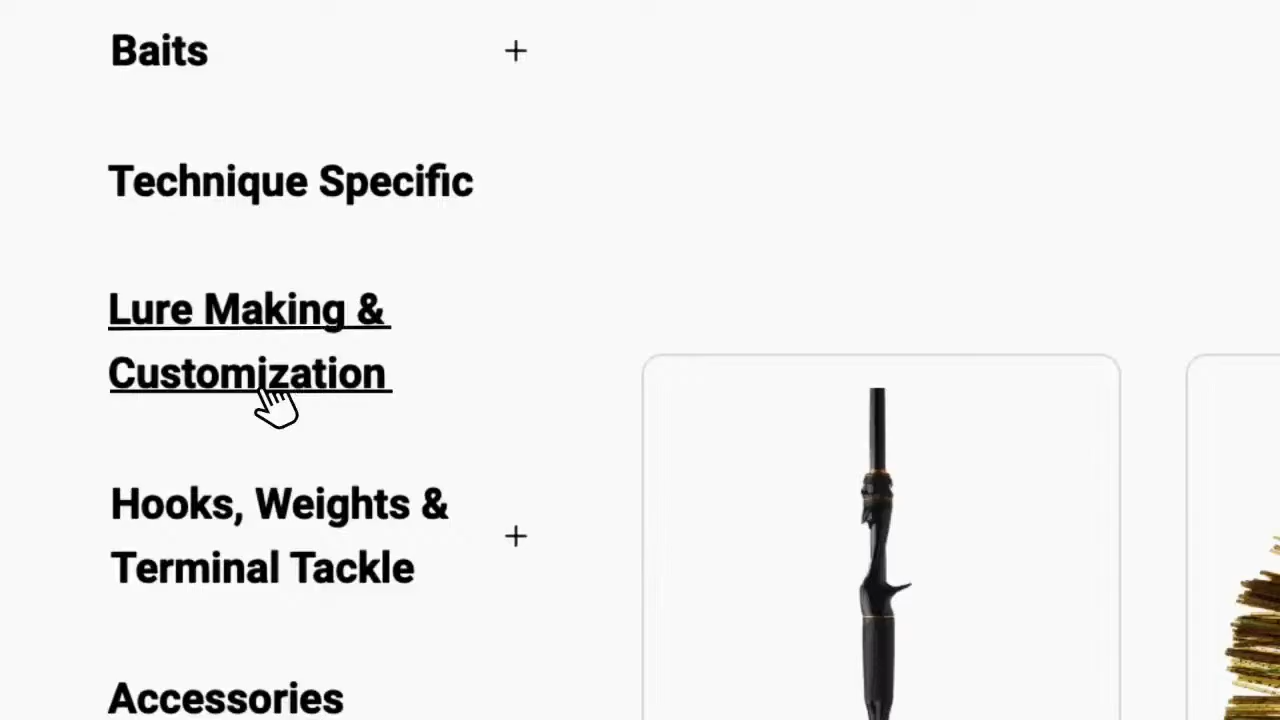 Baits +
Technique Specific
Lure Making &
Customization
Hooks, Weights &
Terminal Tackle +
Accessories